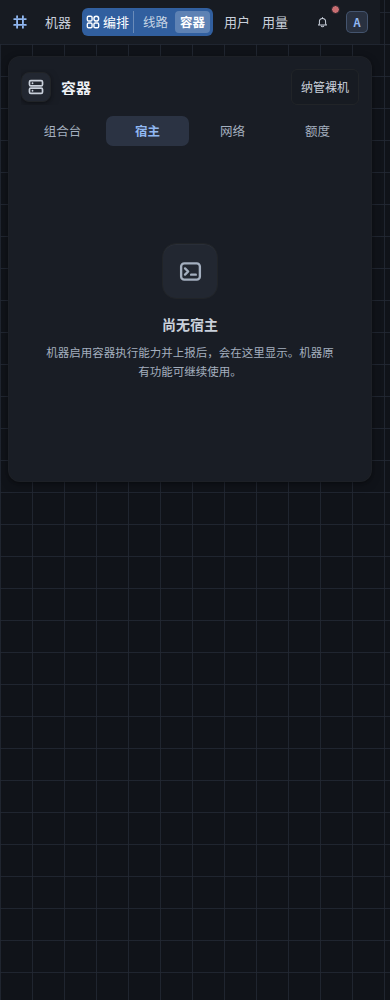 机器 编排 线路 容器 用户 用量 A
容器 纳管裸机
组合台 宿主 网络 额度
尚无宿主
机器启用容器执行能力并上报后，会在这里显示。机器原
有功能可继续使用。